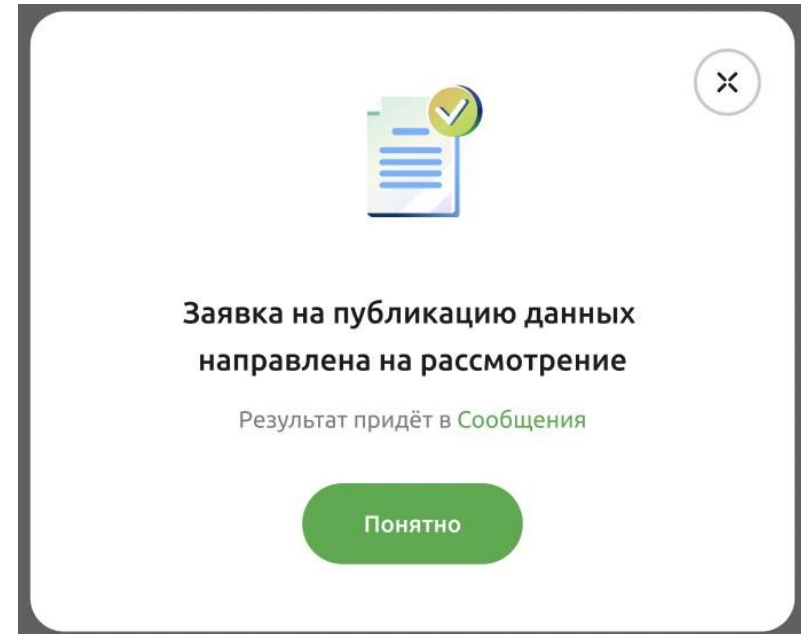 Заявка на публикацию данных
направлена на рассмотрение
Результат придёт в Сообщения
Понятно